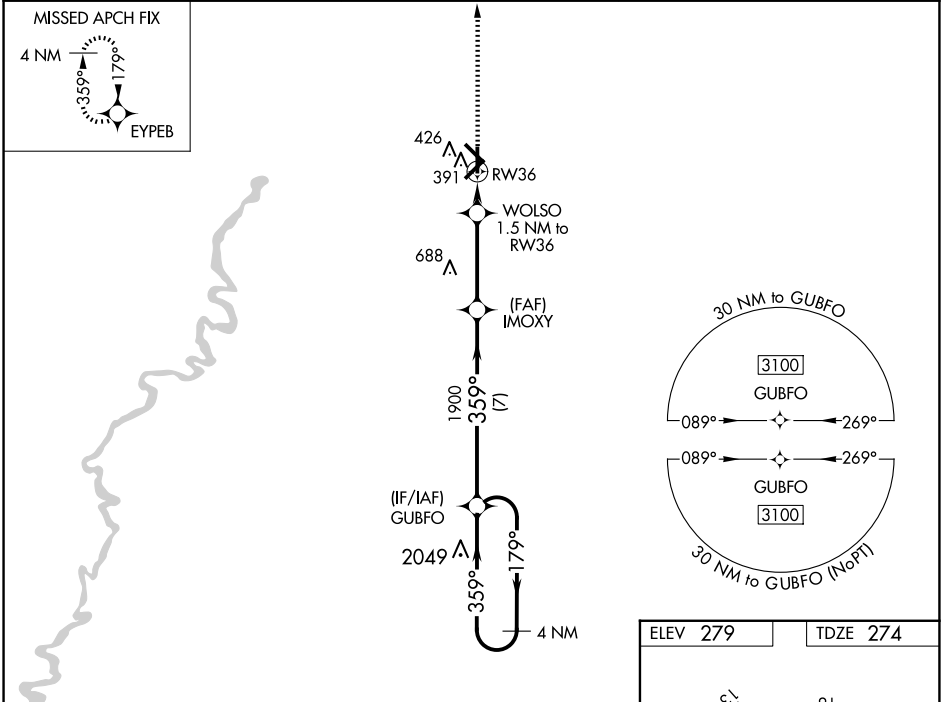 MISSED APCH FIX
4 NM
359°
179°
EYPEB
426
391
RW36
WOLSO
1.5 NM to
RW36
688
(FAF)
IMOXY
1900
359°
(7)
(IF/IAF)
GUBFO
2049
359°
179°
4 NM
30 NM to GUBFO
3100
GUBFO
089°
269°
089°
269°
GUBFO
3100
30 NM to GUBFO (NoPT)
ELEV 279
TDZE 274